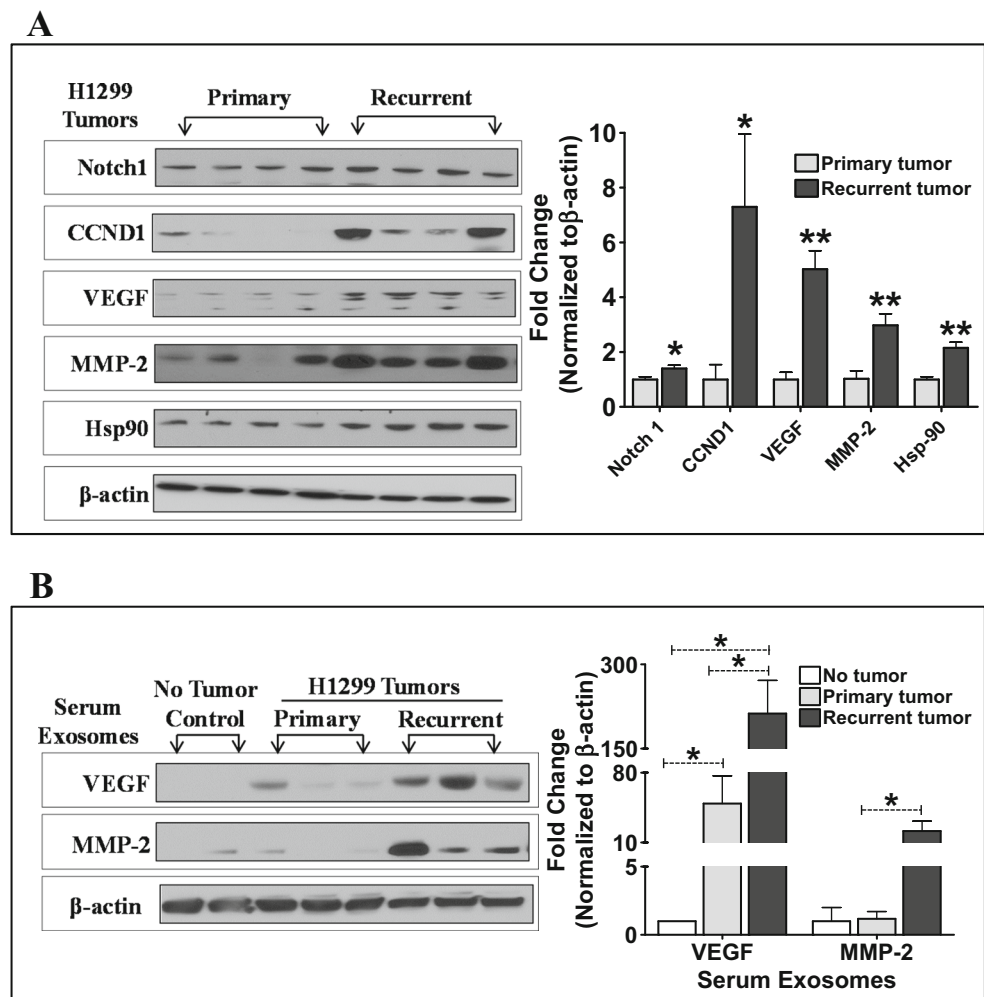 A
H1299
Tumors
Primary
Recurrent
Notch1
CCND1
VEGF
MMP-2
Hsp90
β-actin
Fold Change
(Normalized toβ-actin)
10
8
6
4
2
0
Primary tumor
Recurrent tumor
*
*
**
**
**
Notch 1
CCND1
VEGF
MMP-2
Hsp-90
B
Serum
Exosomes
No Tumor
Control
H1299 Tumors
Primary
Recurrent
VEGF
MMP-2
β-actin
Fold Change
(Normalized to β-actin)
300
150
80
10
5
0
No tumor
Primary tumor
Recurrent tumor
*
*
*
*
VEGF
MMP-2
Serum Exosomes